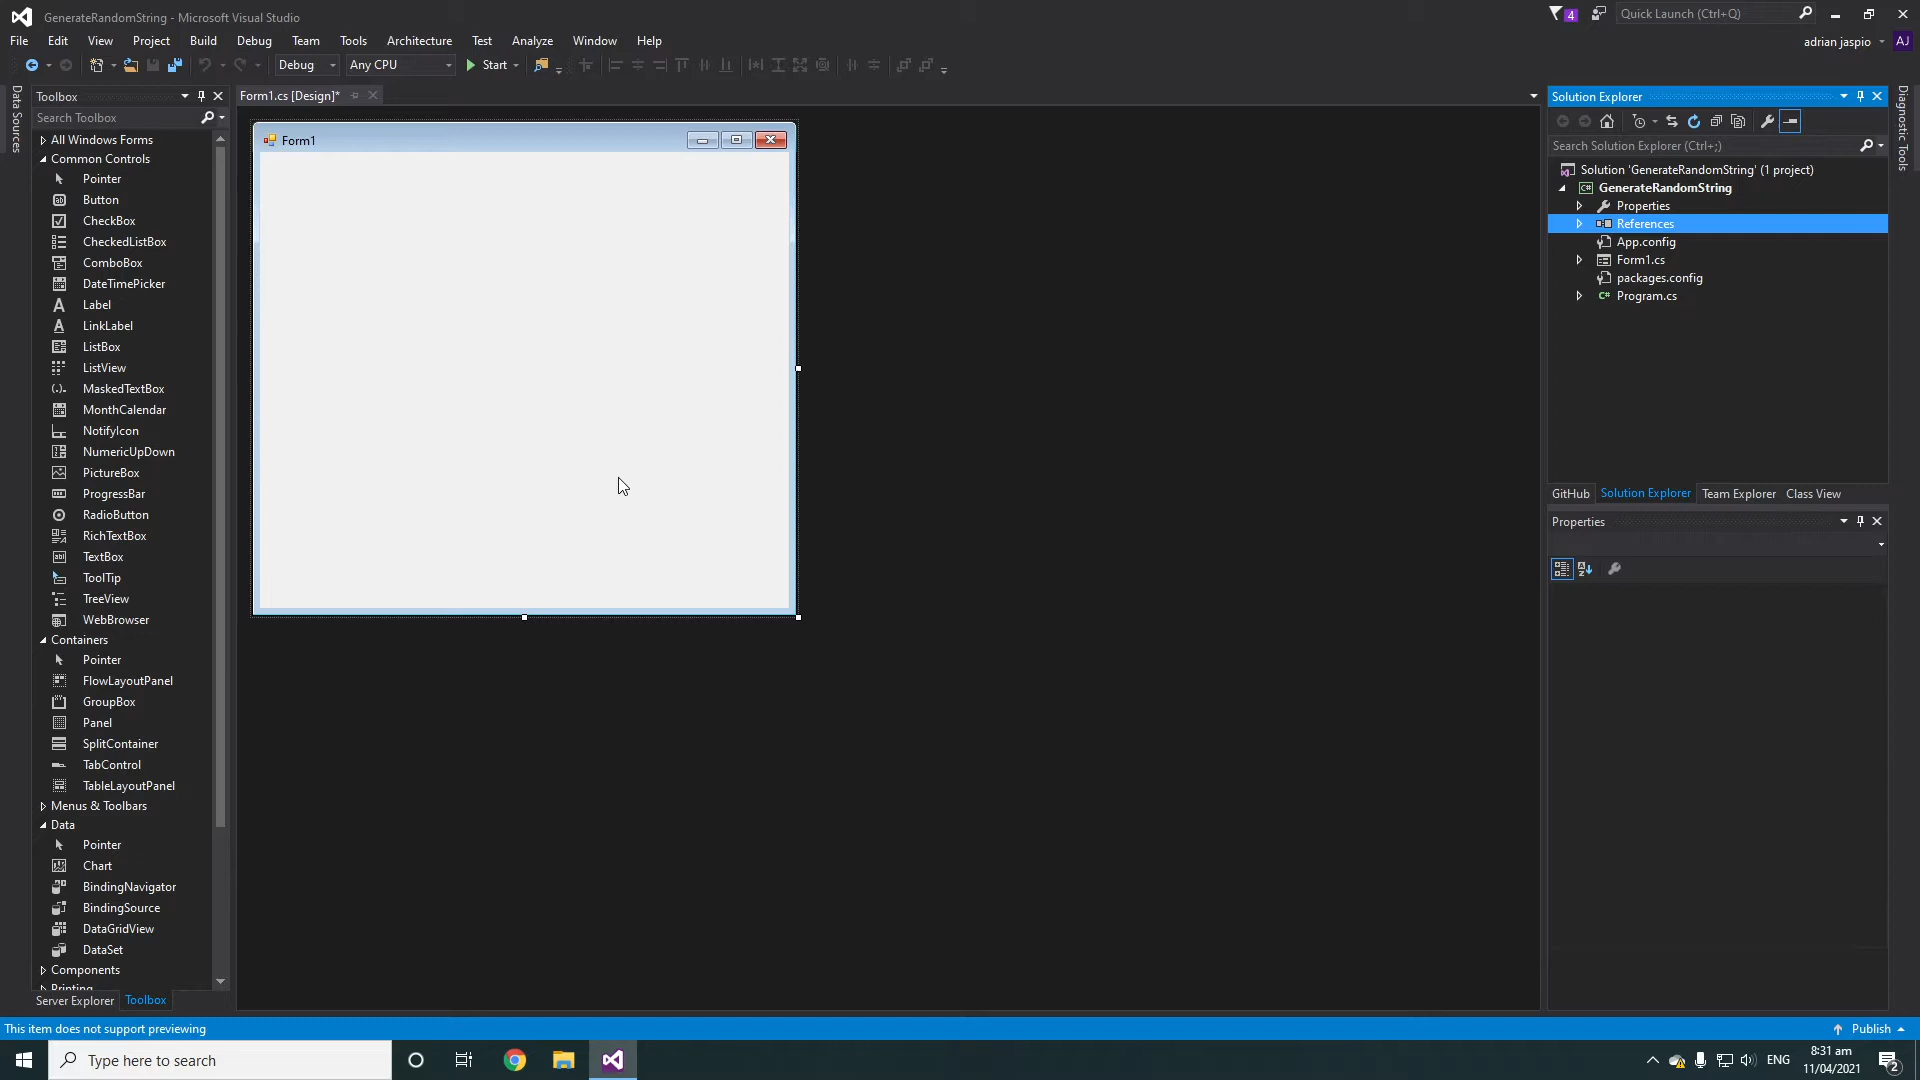 GenerateRandomString - Microsoft Visual Studio
4
Quick Launch (Ctrl+Q)
File Edit View Project Build Debug Team Tools Architecture Test Analyze Window Help
adrian jaspio AJ
Debug Any CPU Start
Data Sources
Toolbox
Search Toolbox
All Windows Forms
Common Controls
Pointer
Button
CheckBox
CheckedListBox
ComboBox
DateTimePicker
Label
LinkLabel
ListBox
ListView
MaskedTextBox
MonthCalendar
NotifyIcon
NumericUpDown
PictureBox
ProgressBar
RadioButton
RichTextBox
TextBox
ToolTip
TreeView
WebBrowser
Containers
Pointer
FlowLayoutPanel
GroupBox
Panel
SplitContainer
TabControl
TableLayoutPanel
Menus & Toolbars
Data
Pointer
Chart
BindingNavigator
BindingSource
DataGridView
DataSet
Components
Printing
Server Explorer Toolbox
Form1.cs [Design]*
Form1
Solution Explorer
Search Solution Explorer (Ctrl+;)
Solution 'GenerateRandomString' (1 project)
GenerateRandomString
Properties
References
App.config
Form1.cs
packages.config
Program.cs
GitHub Solution Explorer Team Explorer Class View
Properties
Diagnostic Tools
This item does not support previewing
Publish
Type here to search
ENG
8:31 am
11/04/2021
2